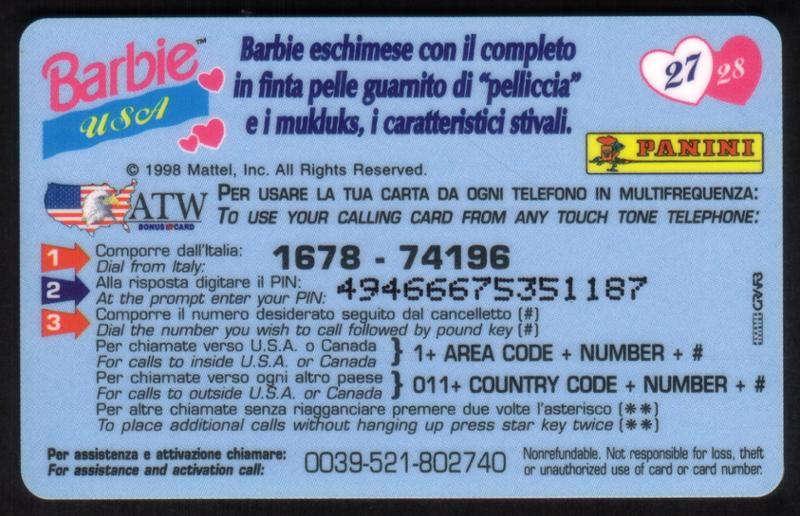 Barbie™
USA
Barbie eschimese con il completo
in finta pelle guarnito di "pelliccia"
e i mukluks, i caratteristici stivali.
27 28
PANINI
© 1998 Mattel, Inc. All Rights Reserved.
ATW
BONUS CARD
PER USARE LA TUA CARTA DA OGNI TELEFONO IN MULTIFREQUENZA:
TO USE YOUR CALLING CARD FROM ANY TOUCH TONE TELEPHONE:
1 Comporre dall'Italia:
Dial from Italy:
1678 - 74196
2 Alla risposta digitare il PIN:
At the prompt enter your PIN:
49466675351187
3 Comporre il numero desiderato seguito dal cancelletto (#)
Dial the number you wish to call followed by pound key (#)
Per chiamate verso U.S.A. o Canada
For calls to inside U.S.A. or Canada
} 1+ AREA CODE + NUMBER + #
Per chiamate verso ogni altro paese
For calls to outside U.S.A. or Canada
} 011+ COUNTRY CODE + NUMBER + #
Per altre chiamate senza riagganciare premere due volte l'asterisco (**)
To place additional calls without hanging up press star key twice (**)
Per assistenza e attivazione chiamare:
For assistance and activation call:
0039-521-802740
Nonrefundable. Not responsible for loss, theft
or unauthorized use of card or card number.